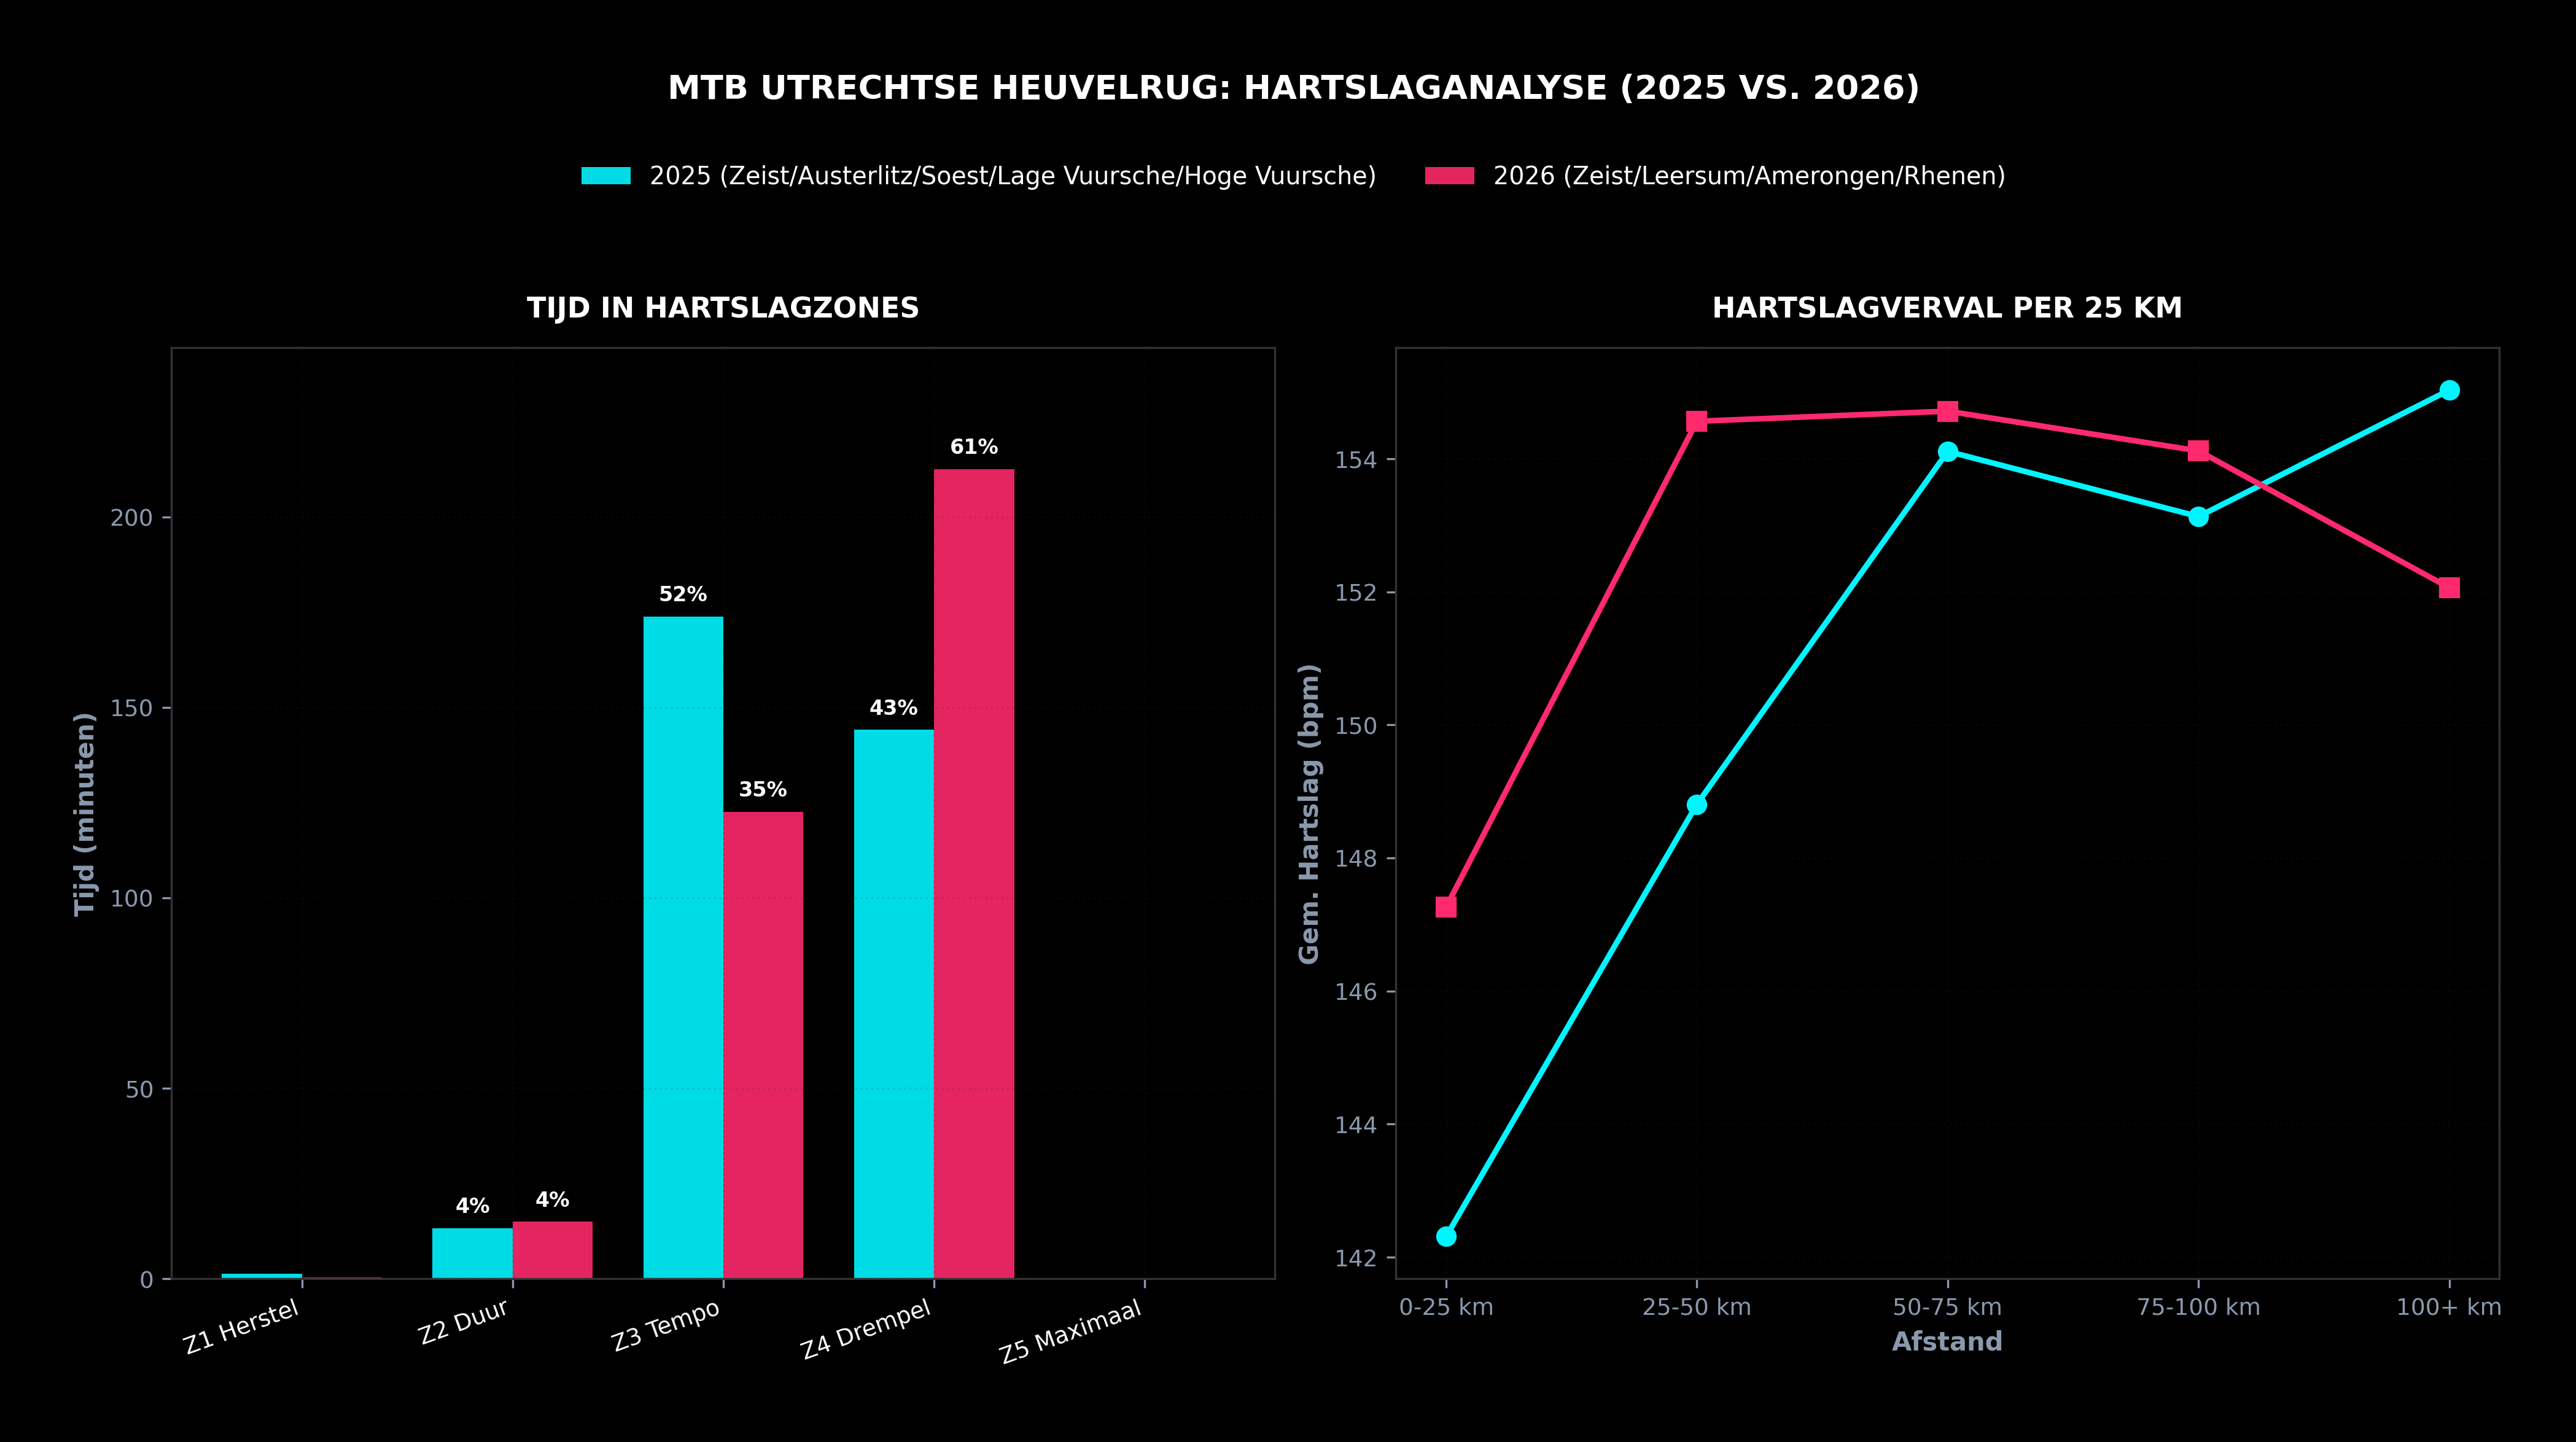 MTB UTRECHTSE HEUVELRUG: HARTSLAGANALYSE (2025 VS. 2026)
2025 (Zeist/Austerlitz/Soest/Lage Vuursche/Hoge Vuursche)
2026 (Zeist/Leersum/Amerongen/Rhenen)
TIJD IN HARTSLAGZONES
Tijd (minuten)
200
150
100
50
0
4%
4%
52%
35%
43%
61%
Z1 Herstel
Z2 Duur
Z3 Tempo
Z4 Drempel
Z5 Maximaal
HARTSLAGVERVAL PER 25 KM
Gem. Hartslag (bpm)
154
152
150
148
146
144
142
0-25 km
25-50 km
50-75 km
75-100 km
100+ km
Afstand